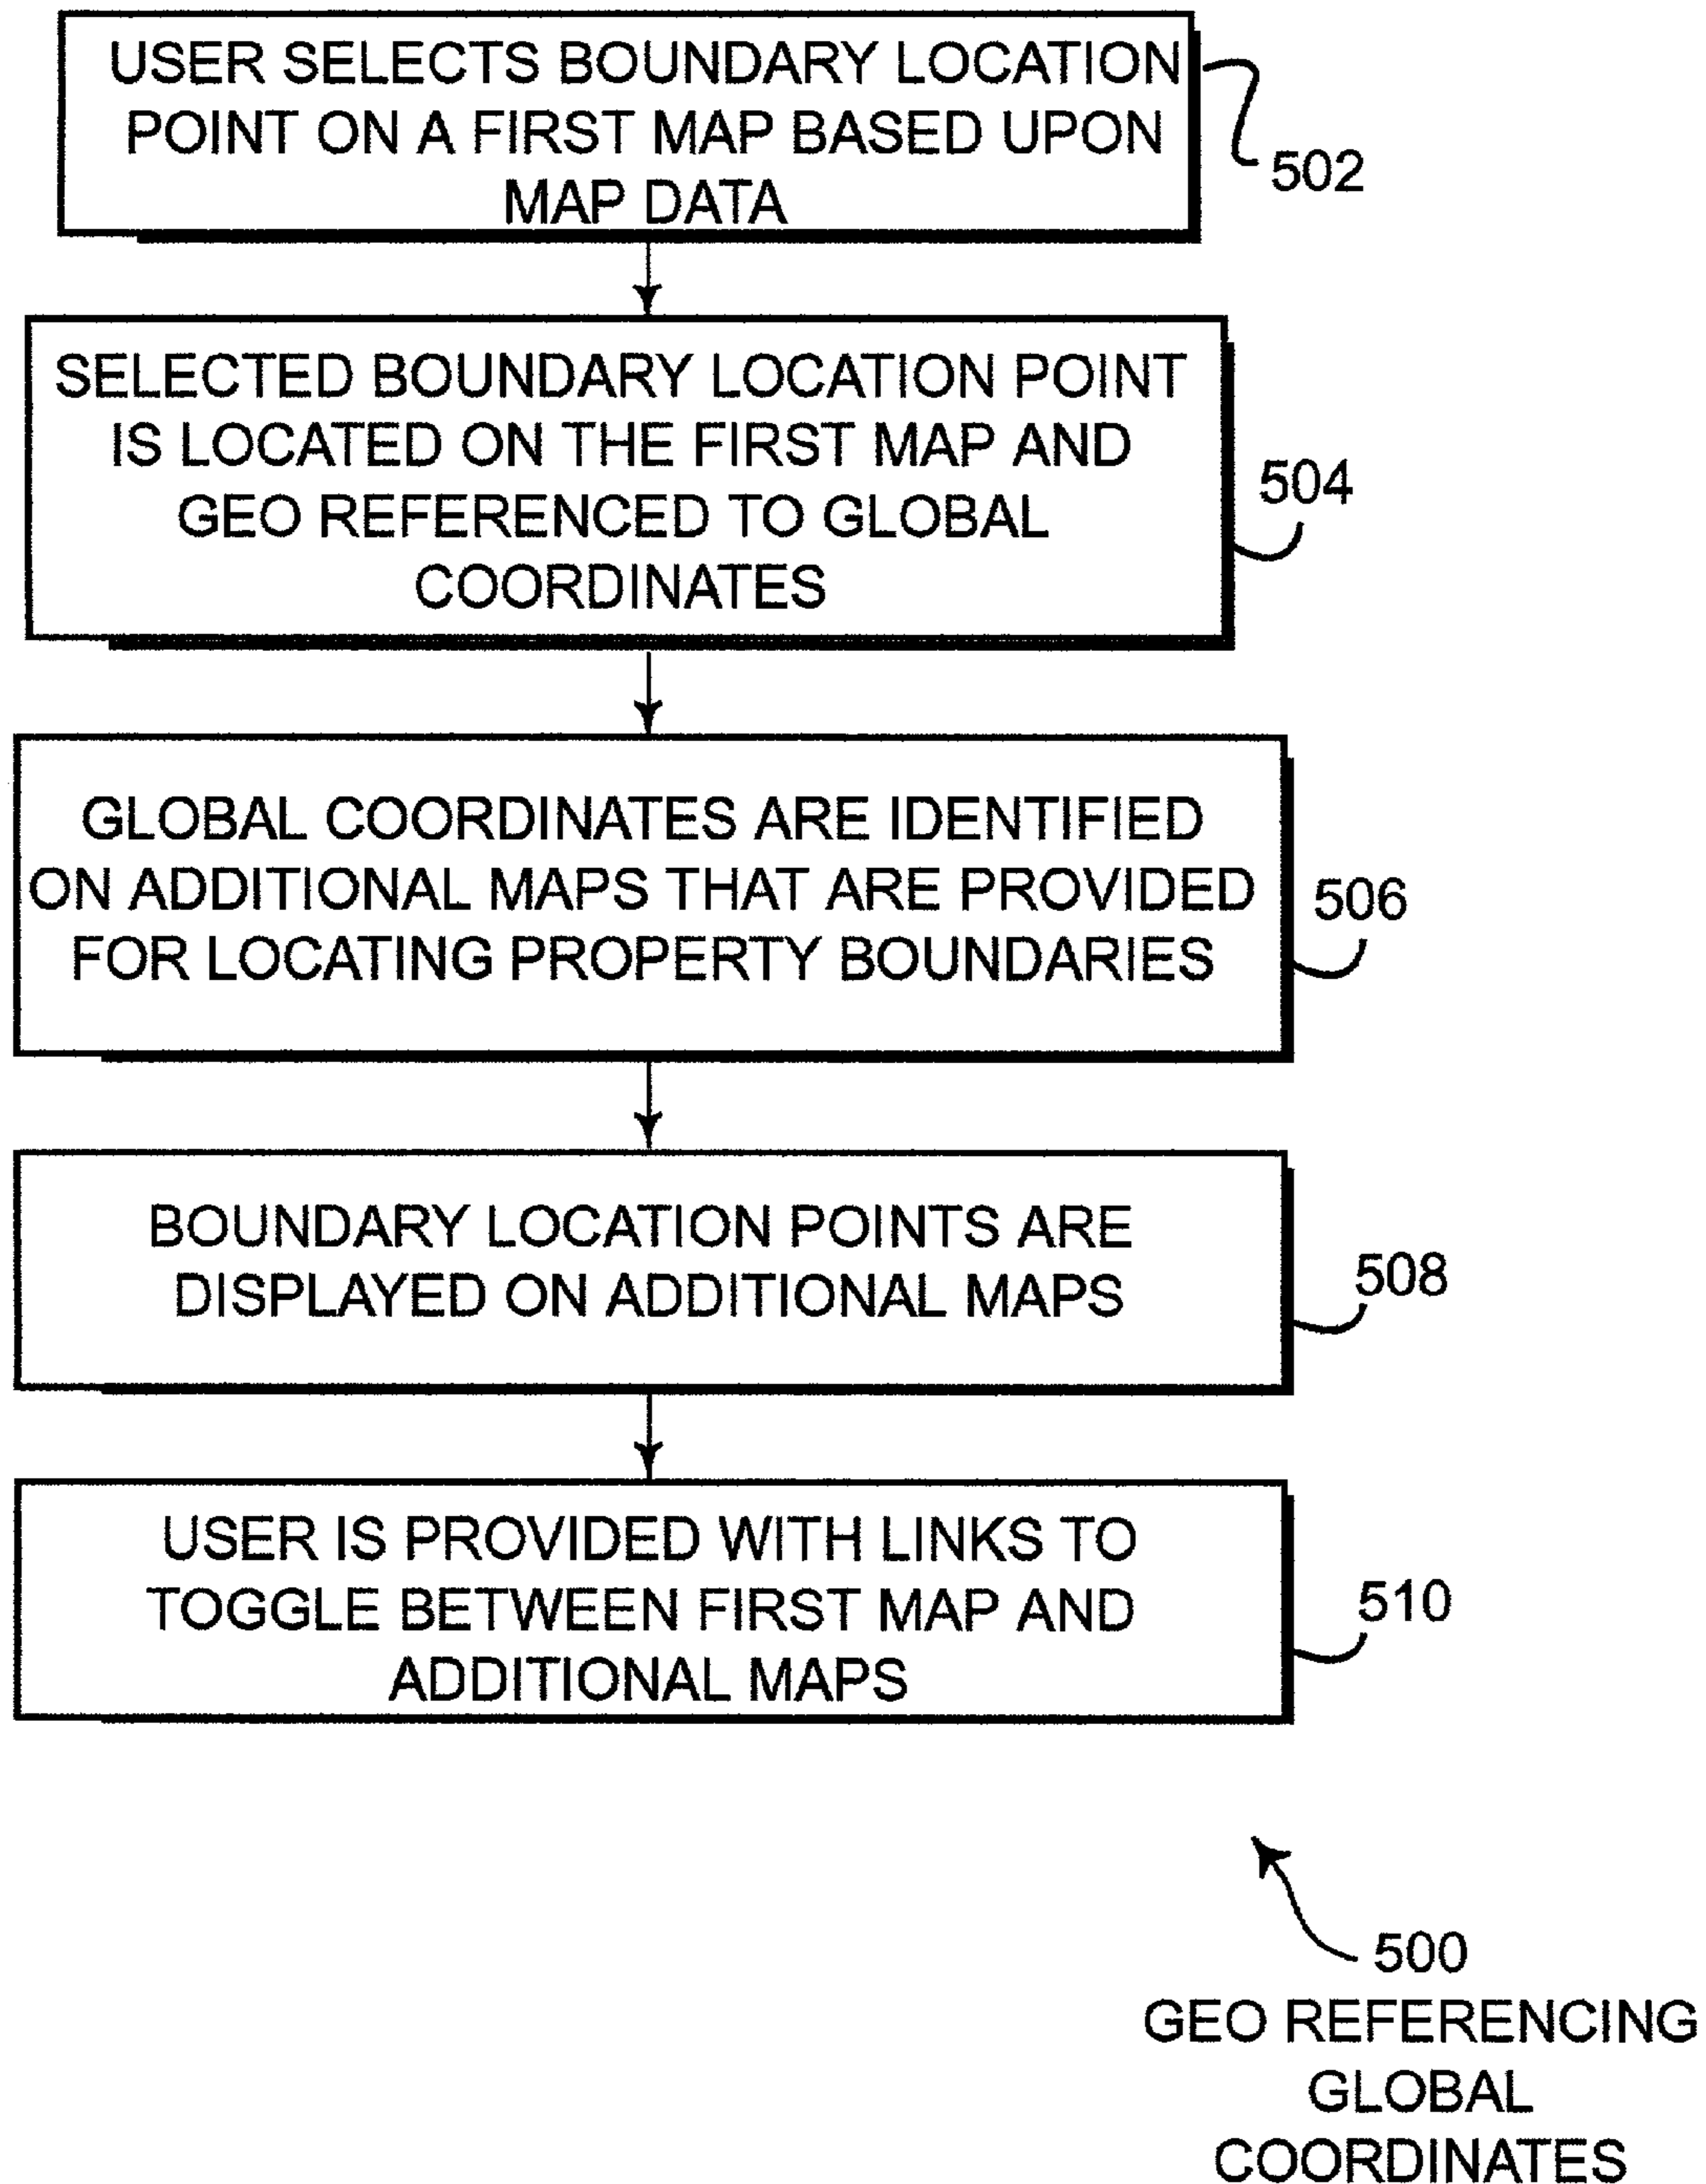 USER SELECTS BOUNDARY LOCATION
POINT ON A FIRST MAP BASED UPON
MAP DATA
502
SELECTED BOUNDARY LOCATION POINT
IS LOCATED ON THE FIRST MAP AND
GEO REFERENCED TO GLOBAL
COORDINATES
504
GLOBAL COORDINATES ARE IDENTIFIED
ON ADDITIONAL MAPS THAT ARE PROVIDED
FOR LOCATING PROPERTY BOUNDARIES
506
BOUNDARY LOCATION POINTS ARE
DISPLAYED ON ADDITIONAL MAPS
508
USER IS PROVIDED WITH LINKS TO
TOGGLE BETWEEN FIRST MAP AND
ADDITIONAL MAPS
510
500
GEO REFERENCING
GLOBAL
COORDINATES